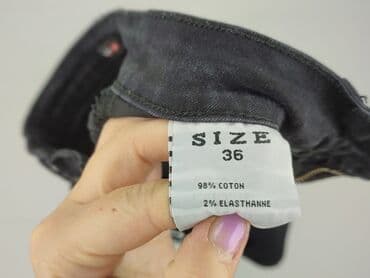 SIZE
36
98% COTON
2% ELASTHANNE